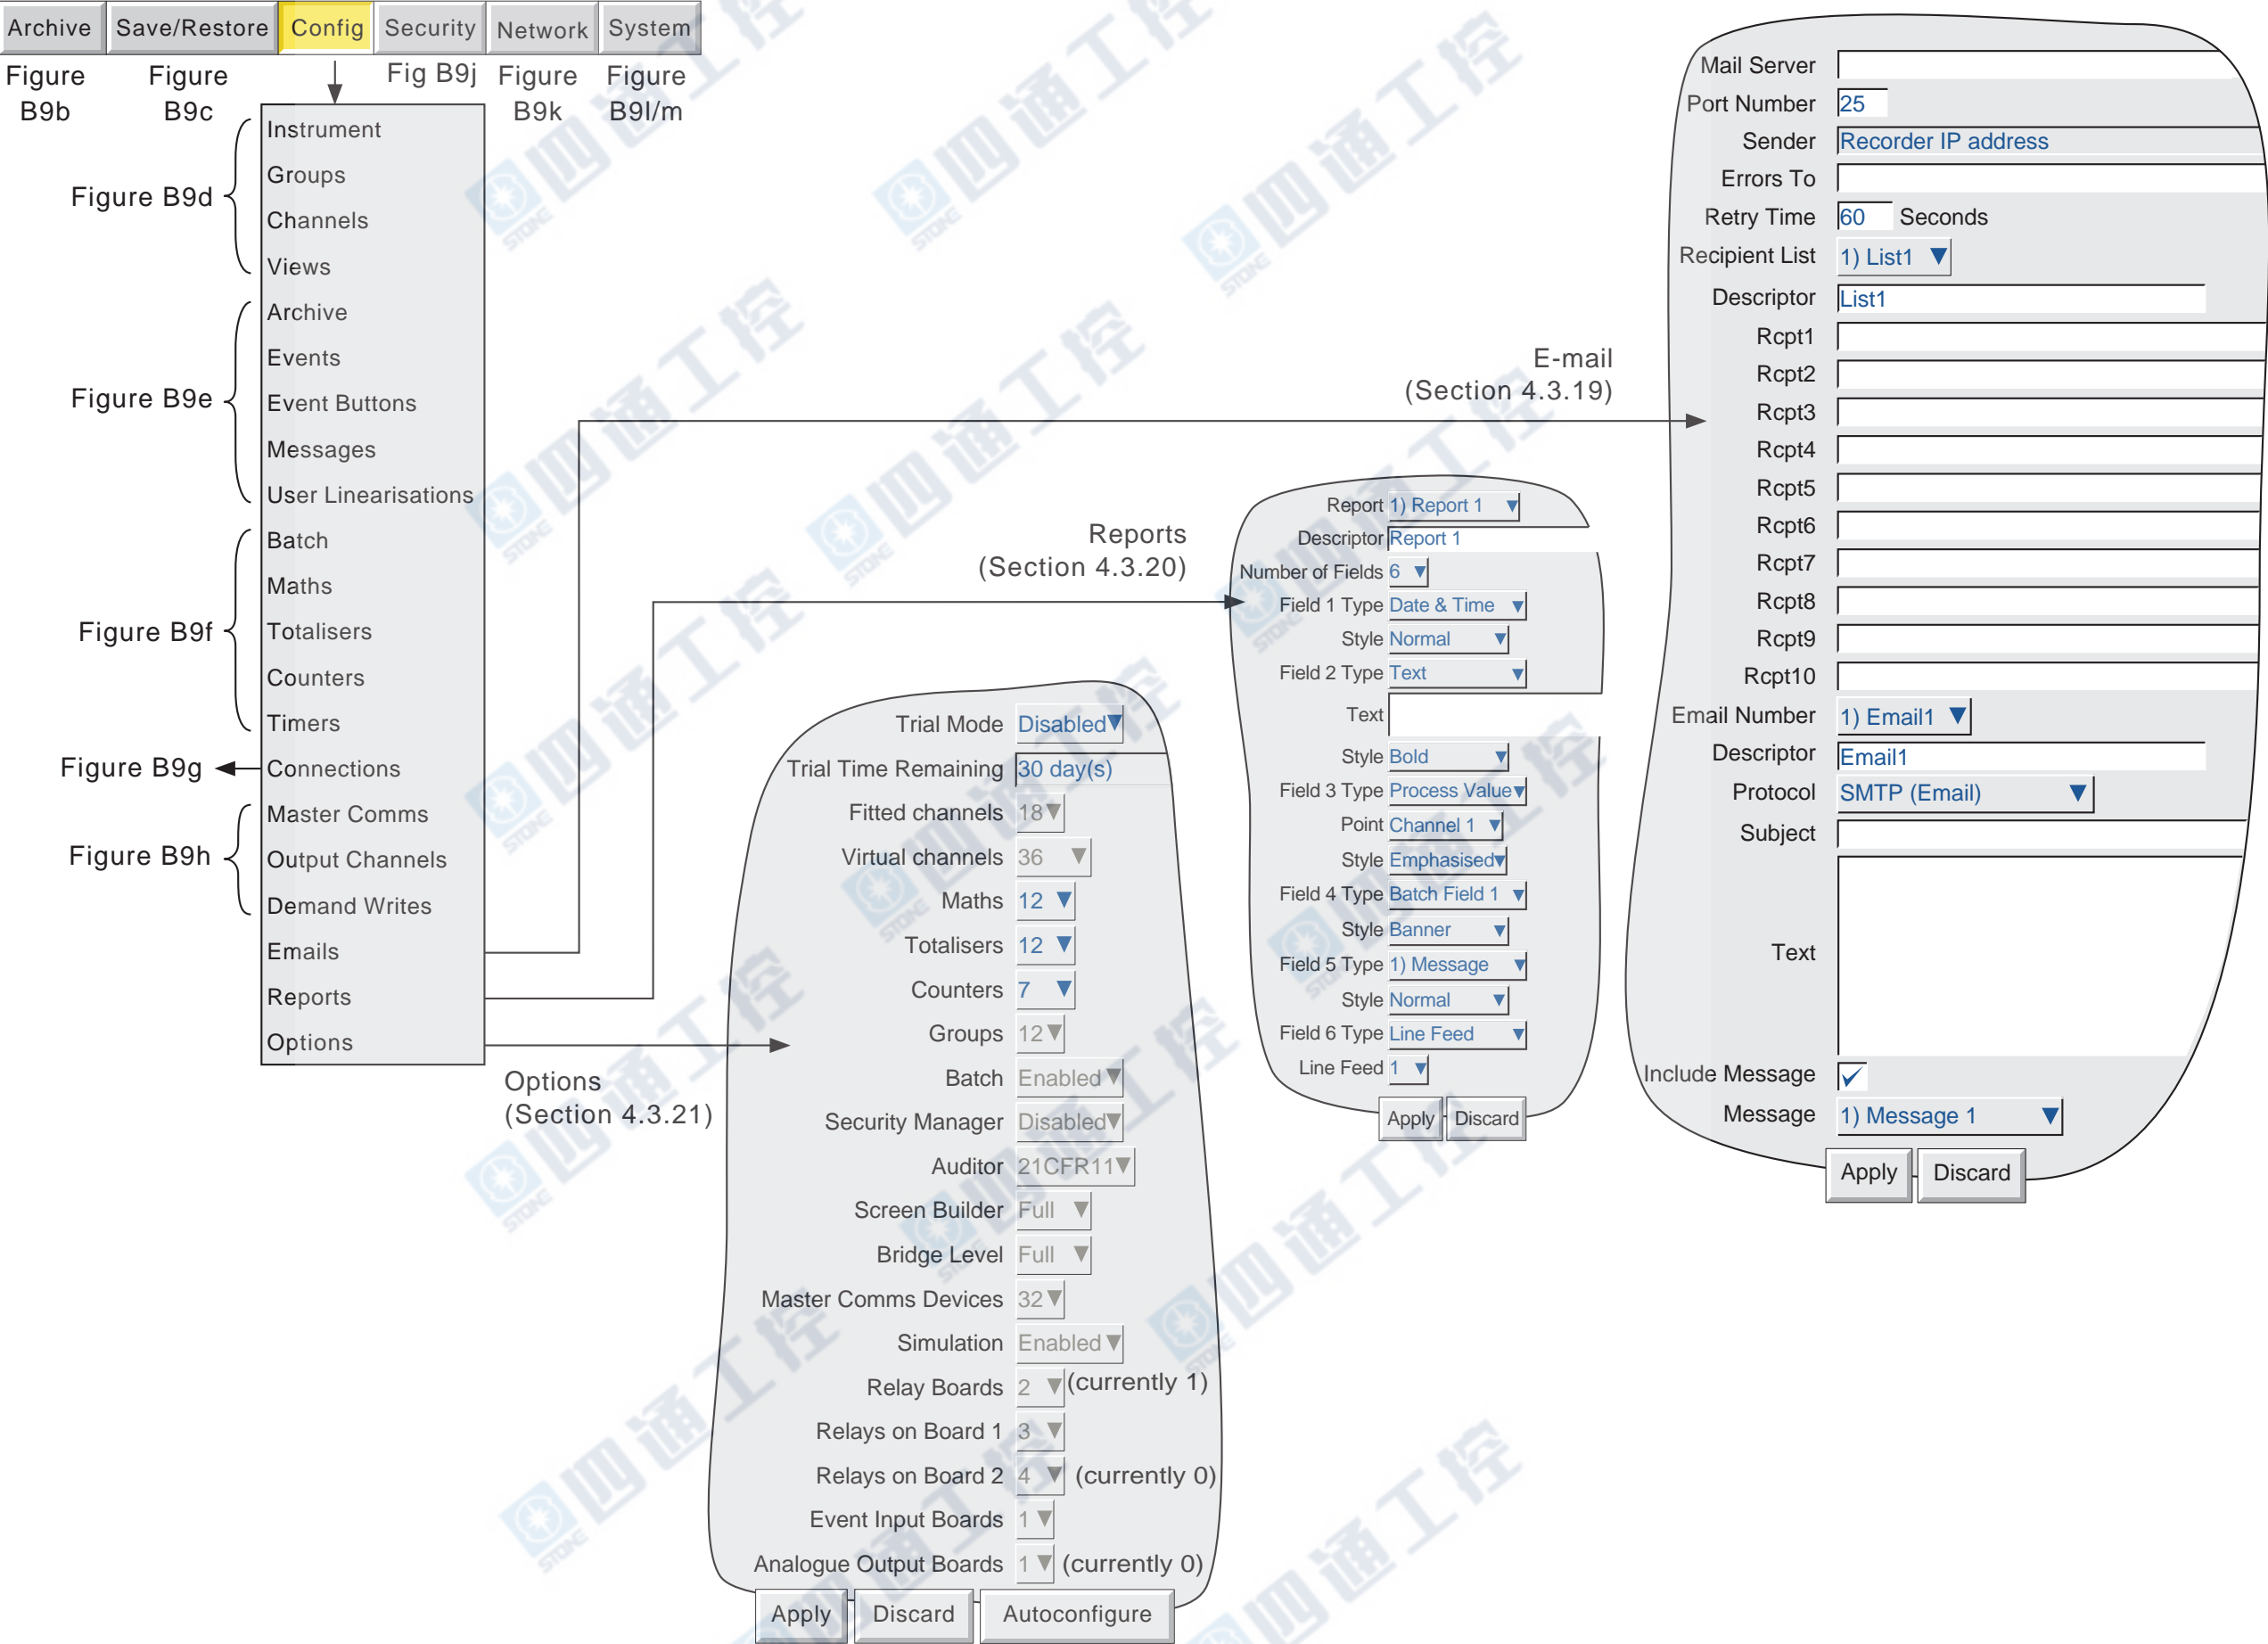 Archive
Save/Restore
Config
Security
Network
System
Figure
B9b
Figure
B9c
Fig B9j
Figure
B9k
Figure
B9l/m
Instrument
Groups
Channels
Views
Figure B9d
Archive
Events
Event Buttons
Messages
User Linearisations
Figure B9e
Batch
Maths
Totalisers
Counters
Timers
Figure B9f
Connections
Figure B9g
Master Comms
Output Channels
Demand Writes
Figure B9h
Emails
Reports
Options
Options
(Section 4.3.21)
Trial Mode Disabled
Trial Time Remaining 30 day(s)
Fitted channels 18
Virtual channels 36
Maths 12
Totalisers 12
Counters 7
Groups 12
Batch Enabled
Security Manager Disabled
Auditor 21CFR11
Screen Builder Full
Bridge Level Full
Master Comms Devices 32
Simulation Enabled
Relay Boards 2 (currently 1)
Relays on Board 1 3
Relays on Board 2 4 (currently 0)
Event Input Boards 1
Analogue Output Boards 1 (currently 0)
Apply Discard Autoconfigure
Reports
(Section 4.3.20)
Report 1) Report 1
Descriptor Report 1
Number of Fields 6
Field 1 Type Date & Time
Style Normal
Field 2 Type Text
Text
Style Bold
Field 3 Type Process Value
Point Channel 1
Style Emphasised
Field 4 Type Batch Field 1
Style Banner
Field 5 Type 1) Message
Style Normal
Field 6 Type Line Feed
Line Feed 1
Apply Discard
E-mail
(Section 4.3.19)
Mail Server
Port Number 25
Sender Recorder IP address
Errors To
Retry Time 60 Seconds
Recipient List 1) List1
Descriptor List1
Rcpt1
Rcpt2
Rcpt3
Rcpt4
Rcpt5
Rcpt6
Rcpt7
Rcpt8
Rcpt9
Rcpt10
Email Number 1) Email1
Descriptor Email1
Protocol SMTP (Email)
Subject
Text
Include Message
Message 1) Message 1
Apply Discard
STONE 四通工控